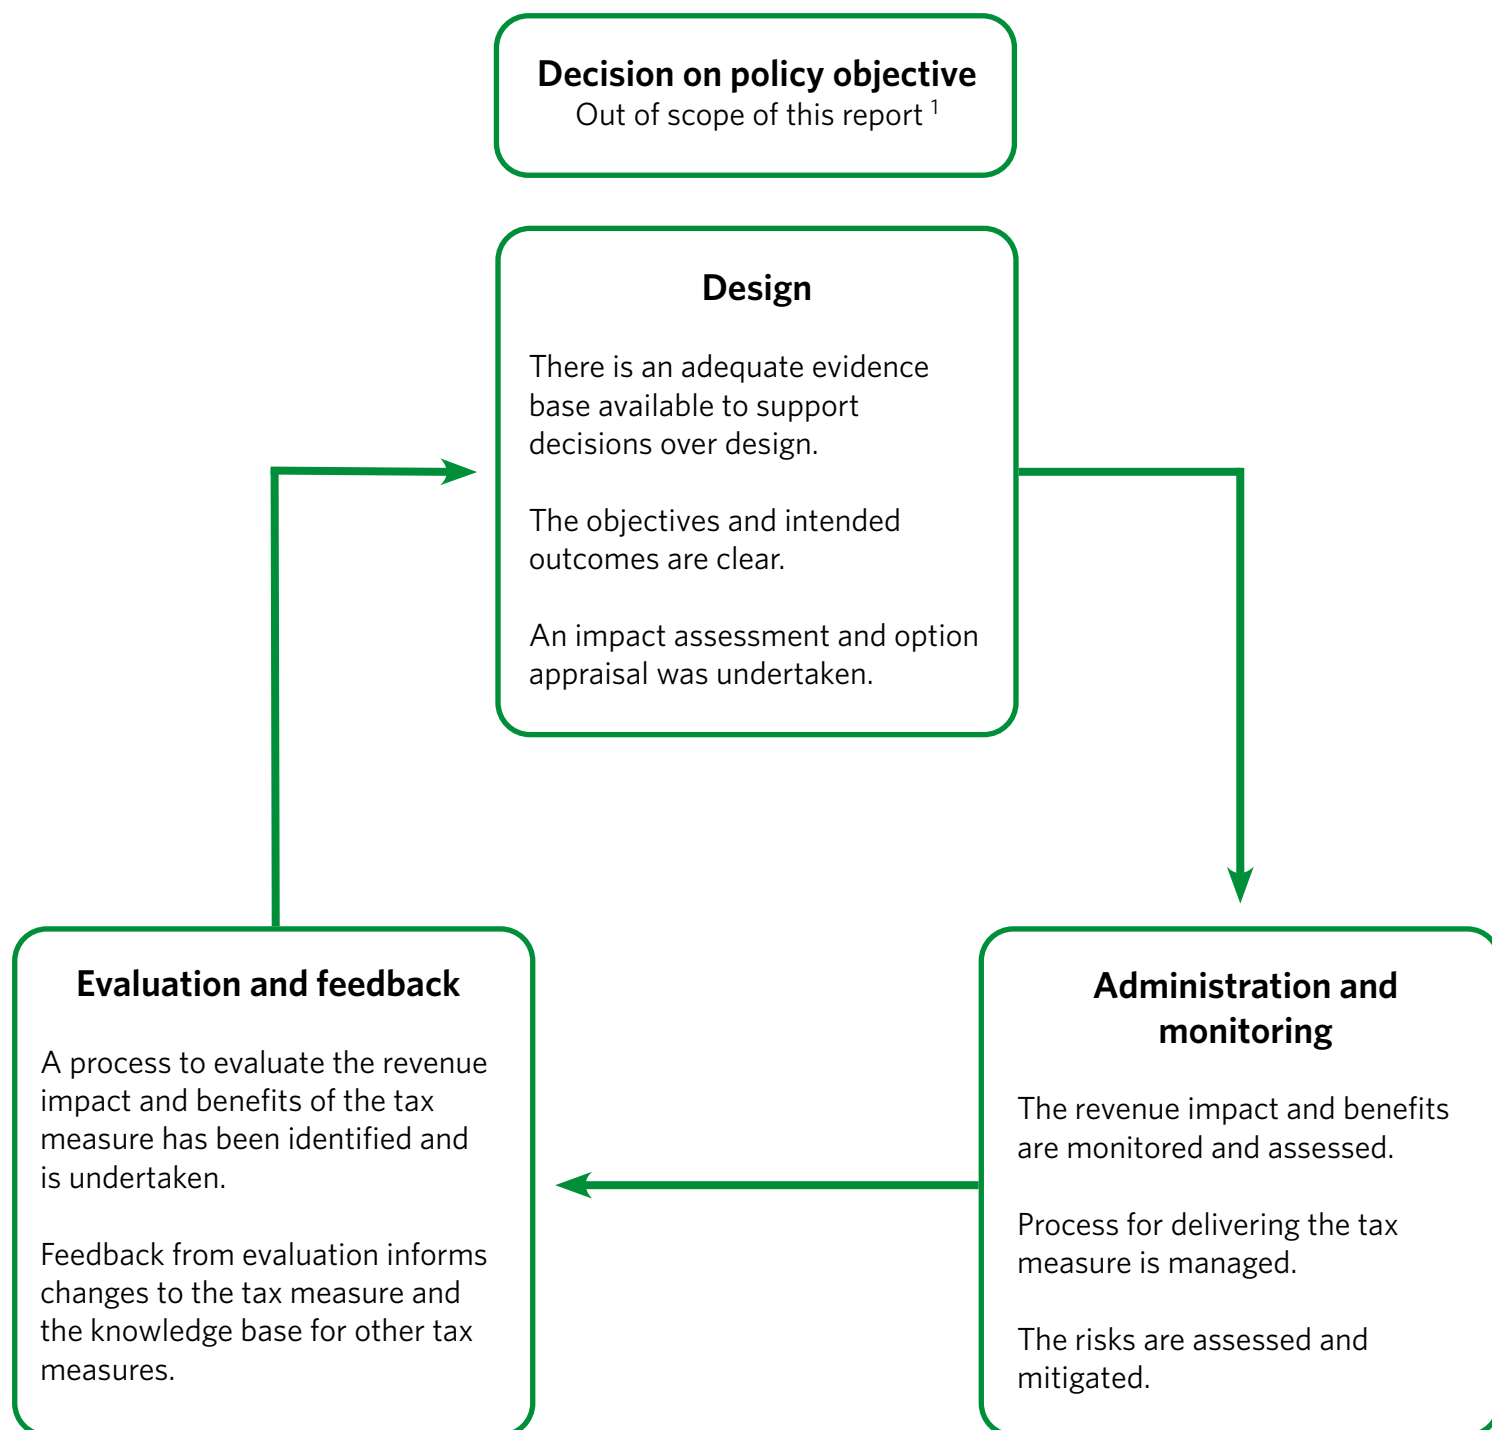 Decision on policy objective
Out of scope of this report 1
Design
There is an adequate evidence
base available to support
decisions over design.
The objectives and intended
outcomes are clear.
An impact assessment and option
appraisal was undertaken.
Evaluation and feedback
A process to evaluate the revenue
impact and benefits of the tax
measure has been identified and
is undertaken.
Feedback from evaluation informs
changes to the tax measure and
the knowledge base for other tax
measures.
Administration and
monitoring
The revenue impact and benefits
are monitored and assessed.
Process for delivering the tax
measure is managed.
The risks are assessed and
mitigated.